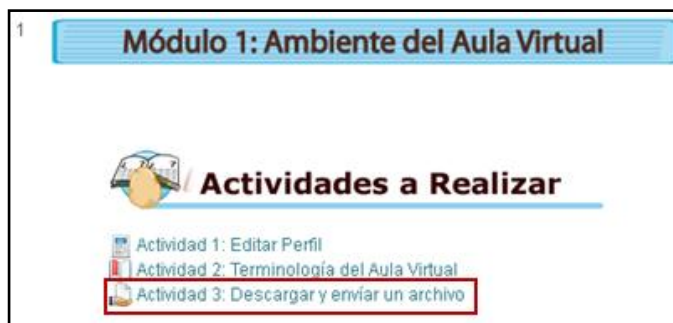 1
Módulo 1: Ambiente del Aula Virtual
Actividades a Realizar
Actividad 1: Editar Perfil
Actividad 2: Terminología del Aula Virtual
Actividad 3: Descargar y envíar un archivo